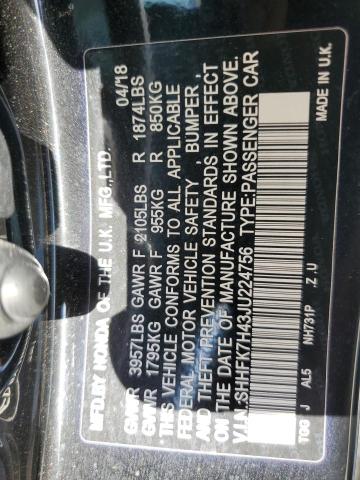 MFD.BY HONDA OF THE U.K. MFG.,LTD.
04/18
GVWR 3957LBS GAWR F 2105LBS R 1874LBS
GVWR 1795KG GAWR F 955KG R 850KG
"THIS VEHICLE CONFORMS TO ALL APPLICABLE
FEDERAL MOTOR VEHICLE SAFETY , BUMPER ,
AND THEFT PREVENTION STANDARDS IN EFFECT
ON THE DATE OF MANUFACTURE SHOWN ABOVE.
V.I.N.:SHHFK7H43JU224756 TYPE:PASSENGER CAR
TGG J AL5 NH731P Z .U
MADE IN U.K.